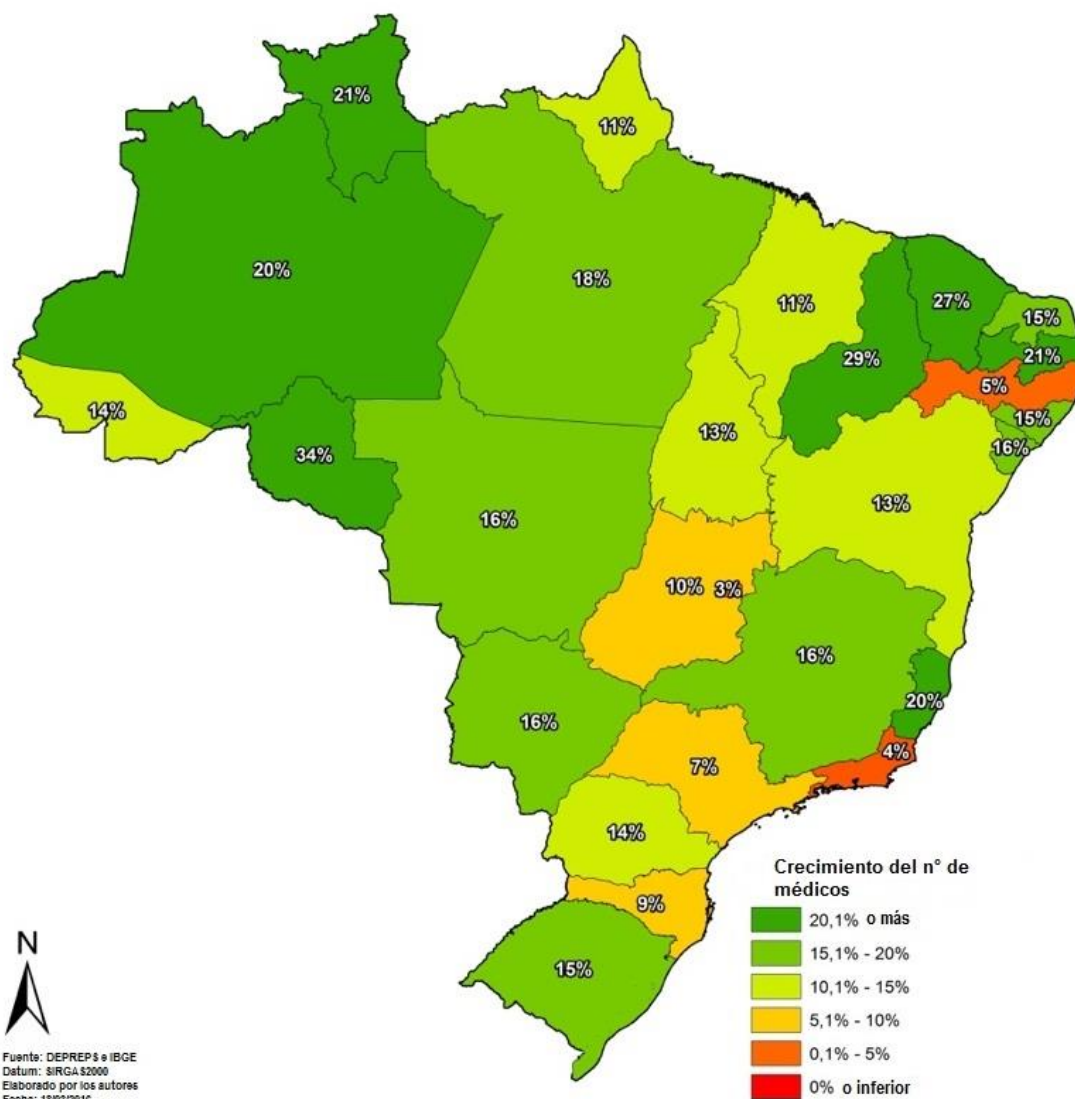 21%
11%
20%
18%
11%
27%
15%
29%
21%
5%
15%
16%
14%
34%
13%
13%
16%
10% 3%
16%
20%
16%
4%
7%
14%
9%
15%
Crecimiento del n° de
médicos
20,1% o más
15,1% - 20%
10,1% - 15%
5,1% - 10%
0,1% - 5%
0% o inferior
N
Fuente: DEPREPS e IBGE
Datum: SIRGAS2000
Elaborado por los autores